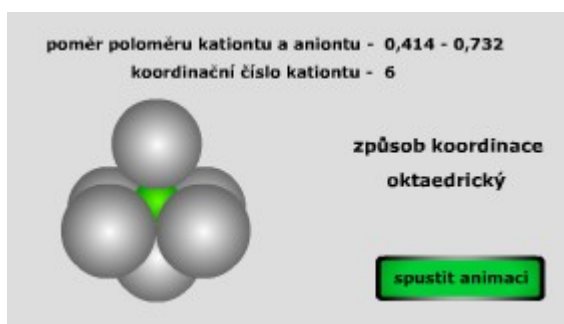 poměr poloměru kationtu a aniontu - 0,414 - 0,732
koordinační číslo kationtu - 6
způsob koordinace
oktaedrický
spustit animaci